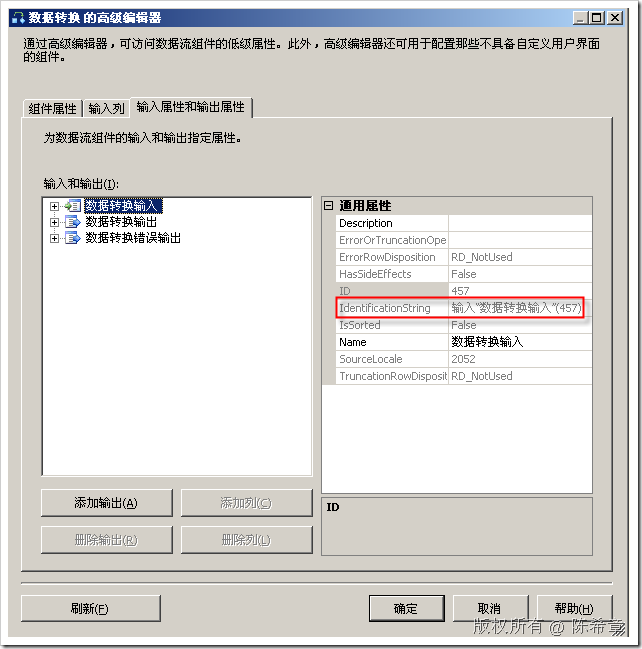 数据转换 的高级编辑器
通过高级编辑器，可访问数据流组件的低级属性。此外，高级编辑器还可用于配置那些不具备自定义用户界面
的组件。
组件属性 输入列 输入属性和输出属性
为数据流组件的输入和输出指定属性。
输入和输出(I):
数据转换输入
数据转换输出
数据转换错误输出
通用属性
Description
ErrorOrTruncationOpe
ErrorRowDisposition RD_NotUsed
HasSideEffects False
ID 457
IdentificationString 输入“数据转换输入”(457)
IsSorted False
Name 数据转换输入
SourceLocale 2052
TruncationRowDisposit RD_NotUsed
添加输出(A) 添加列(C)
删除输出(R) 删除列(L)
ID
刷新(F) 确定 取消 帮助(H)
版权所有 @ 陈希章